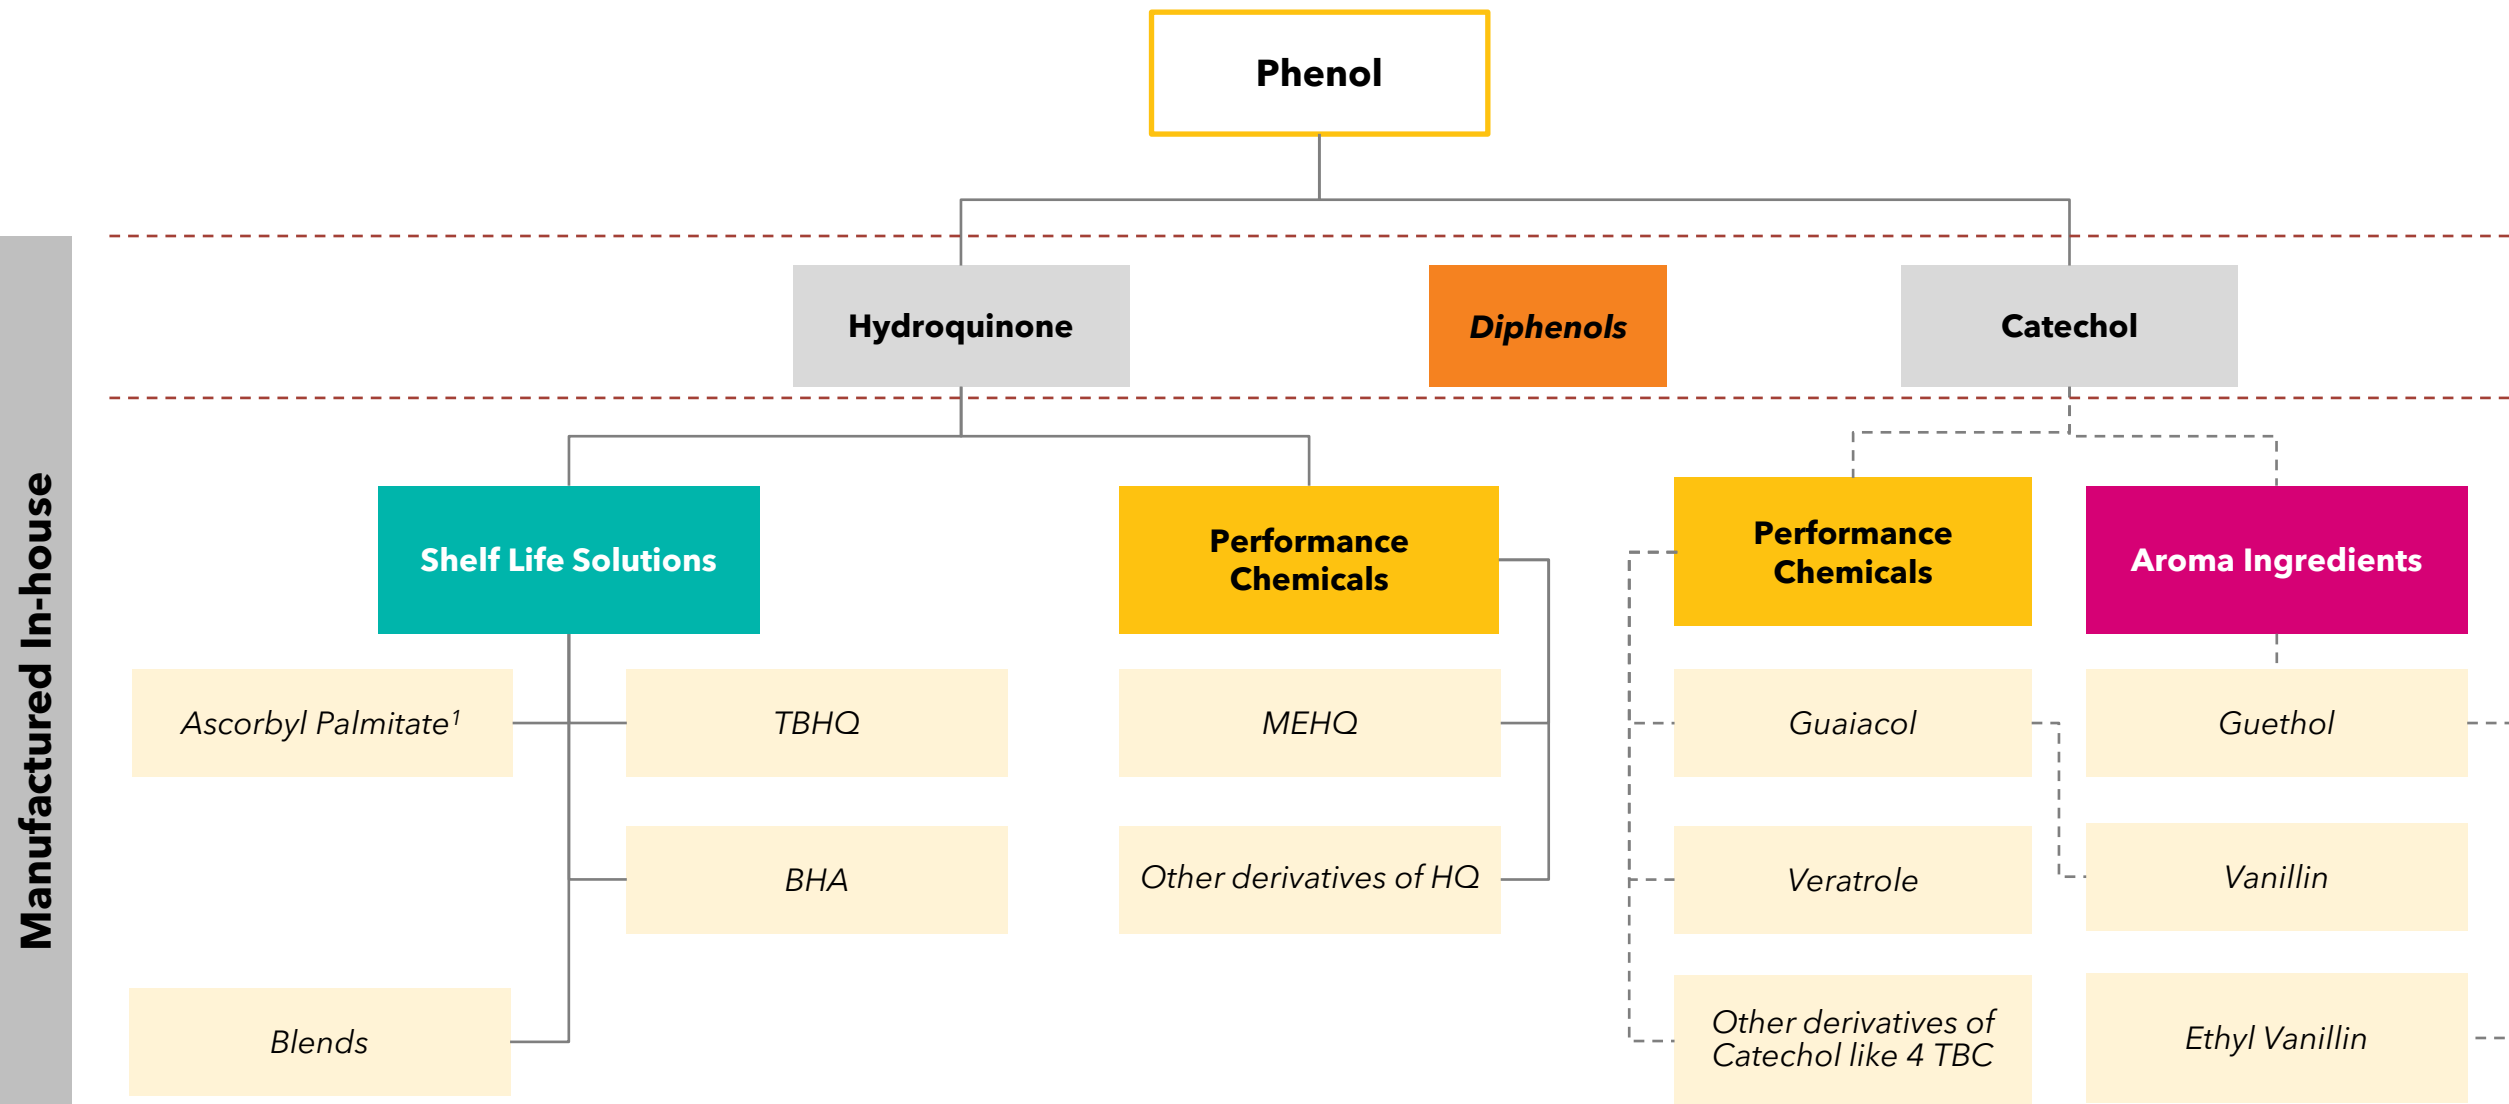 Phenol
Manufactured In-house
Hydroquinone
Diphenols
Catechol
Shelf Life Solutions
Performance
Chemicals
Performance
Chemicals
Aroma Ingredients
Ascorbyl Palmitate¹
TBHQ
MEHQ
Guaiacol
Guethol
BHA
Other derivatives of HQ
Veratrole
Vanillin
Blends
Other derivatives of
Catechol like 4 TBC
Ethyl Vanillin